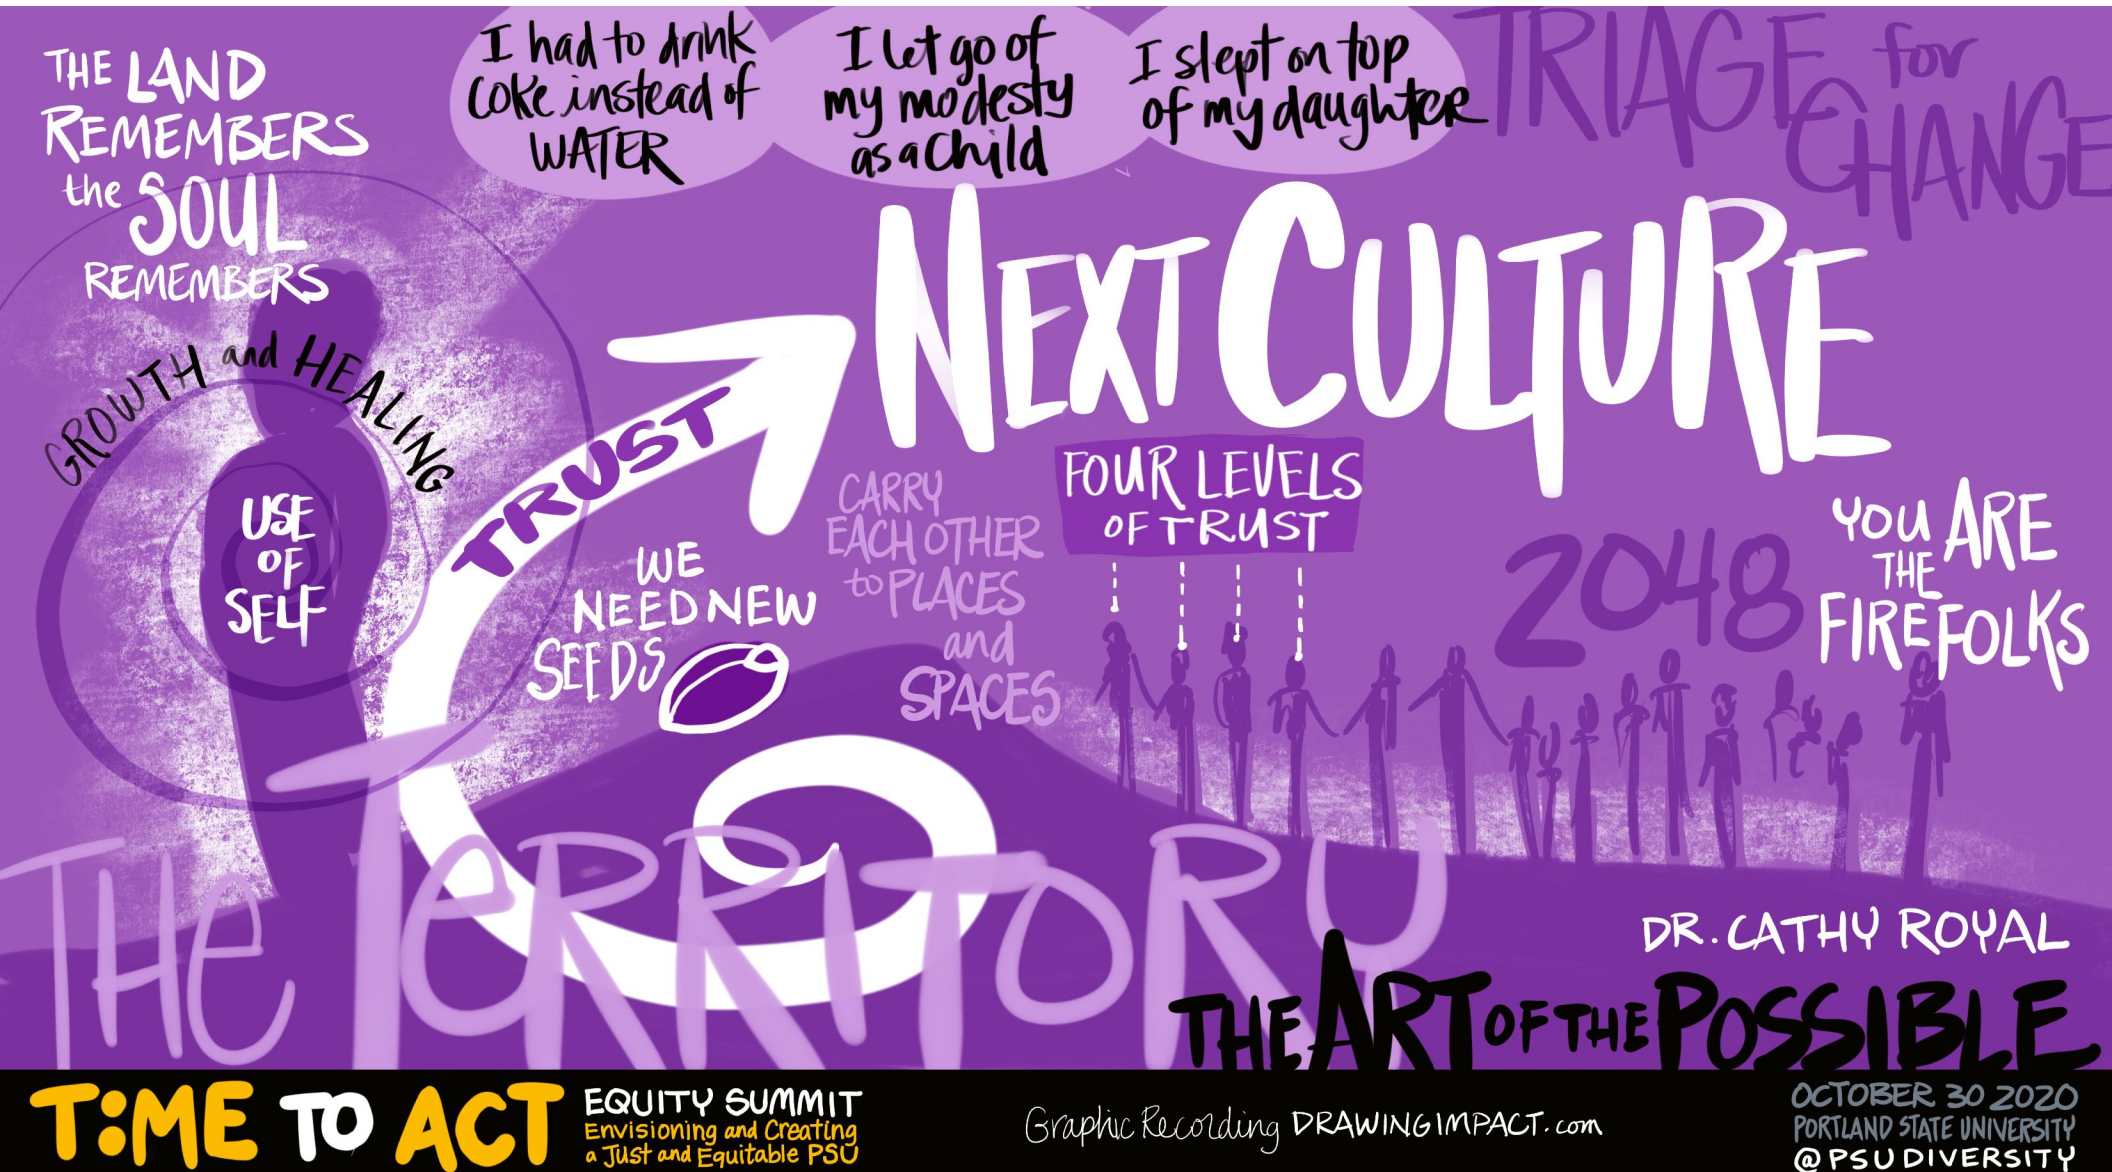 THE LAND
REMEMBERS
the SOUL
REMEMBERS
I had to drink
COKE instead of
WATER
I let go of
my modesty
as a child
I slept on top
of my daughter
TRIAGE for
CHANGE
NEXT CULTURE
GROWTH and HEALING
USE
OF
SELF
TRUST
WE
NEED NEW
SEEDS
CARRY
EACH OTHER
to PLACES
and
SPACES
FOUR LEVELS
OF TRUST
2048
YOU ARE
THE
FIRE FOLKS
THE TERRITORY
DR. CATHY ROYAL
THE ART OF THE POSSIBLE
TIME TO ACT
EQUITY SUMMIT
Envisioning and Creating
a Just and Equitable PSU
Graphic Recording DRAWINGIMPACT.com
OCTOBER 30 2020
PORTLAND STATE UNIVERSITY
@PSUDIVERSITY